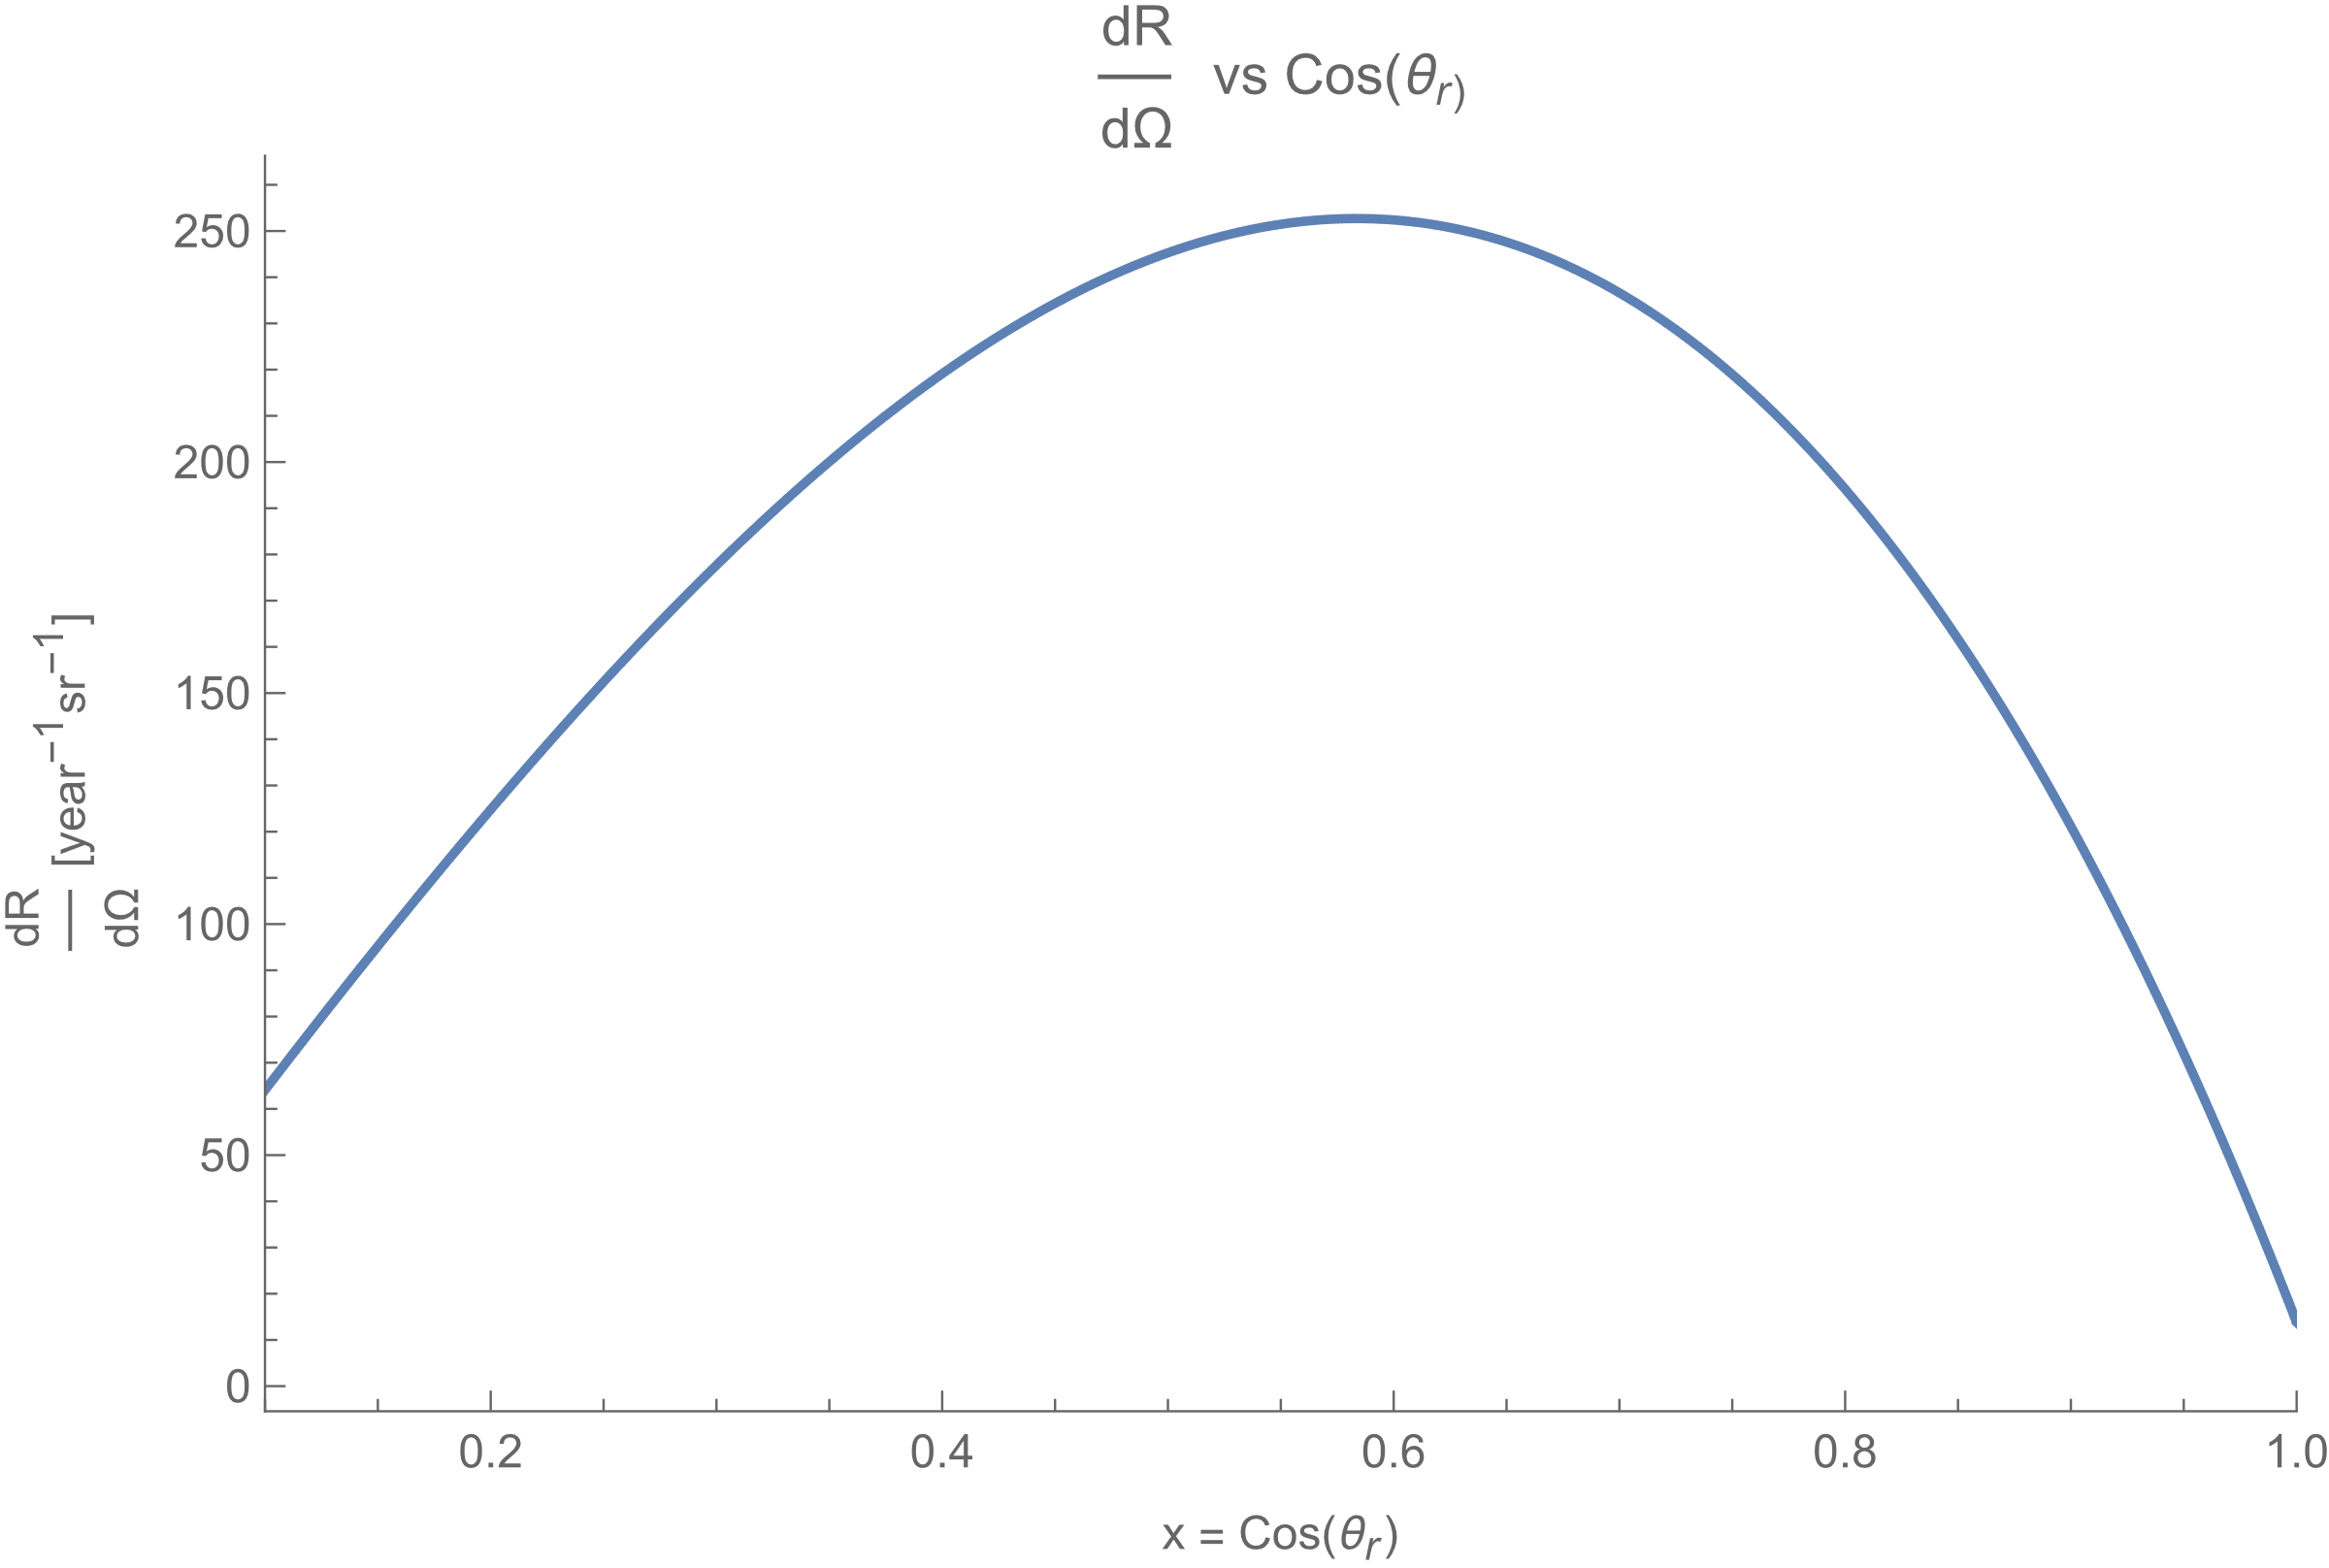 dR
vs Cos(θr)
dΩ
250
200
150
100
50
0
dR
[year−1sr−1]
dΩ
0.2 0.4 0.6 0.8 1.0
x = Cos(θr)